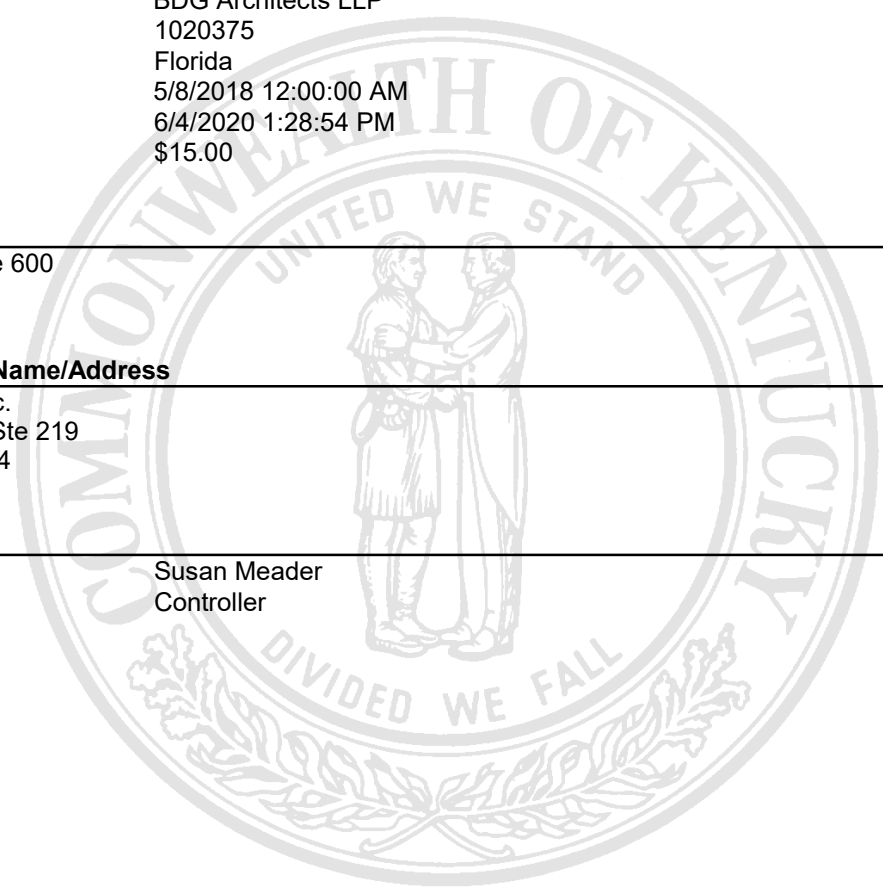 BDG Architects LLP
1020375
Florida
5/8/2018 12:00:00 AM
6/4/2020 1:28:54 PM
$15.00
600
Name/Address
Ste 219
4
Susan Meader
Controller
COMMONWEALTH OF KENTUCKY
UNITED WE STAND
DIVIDED WE FALL